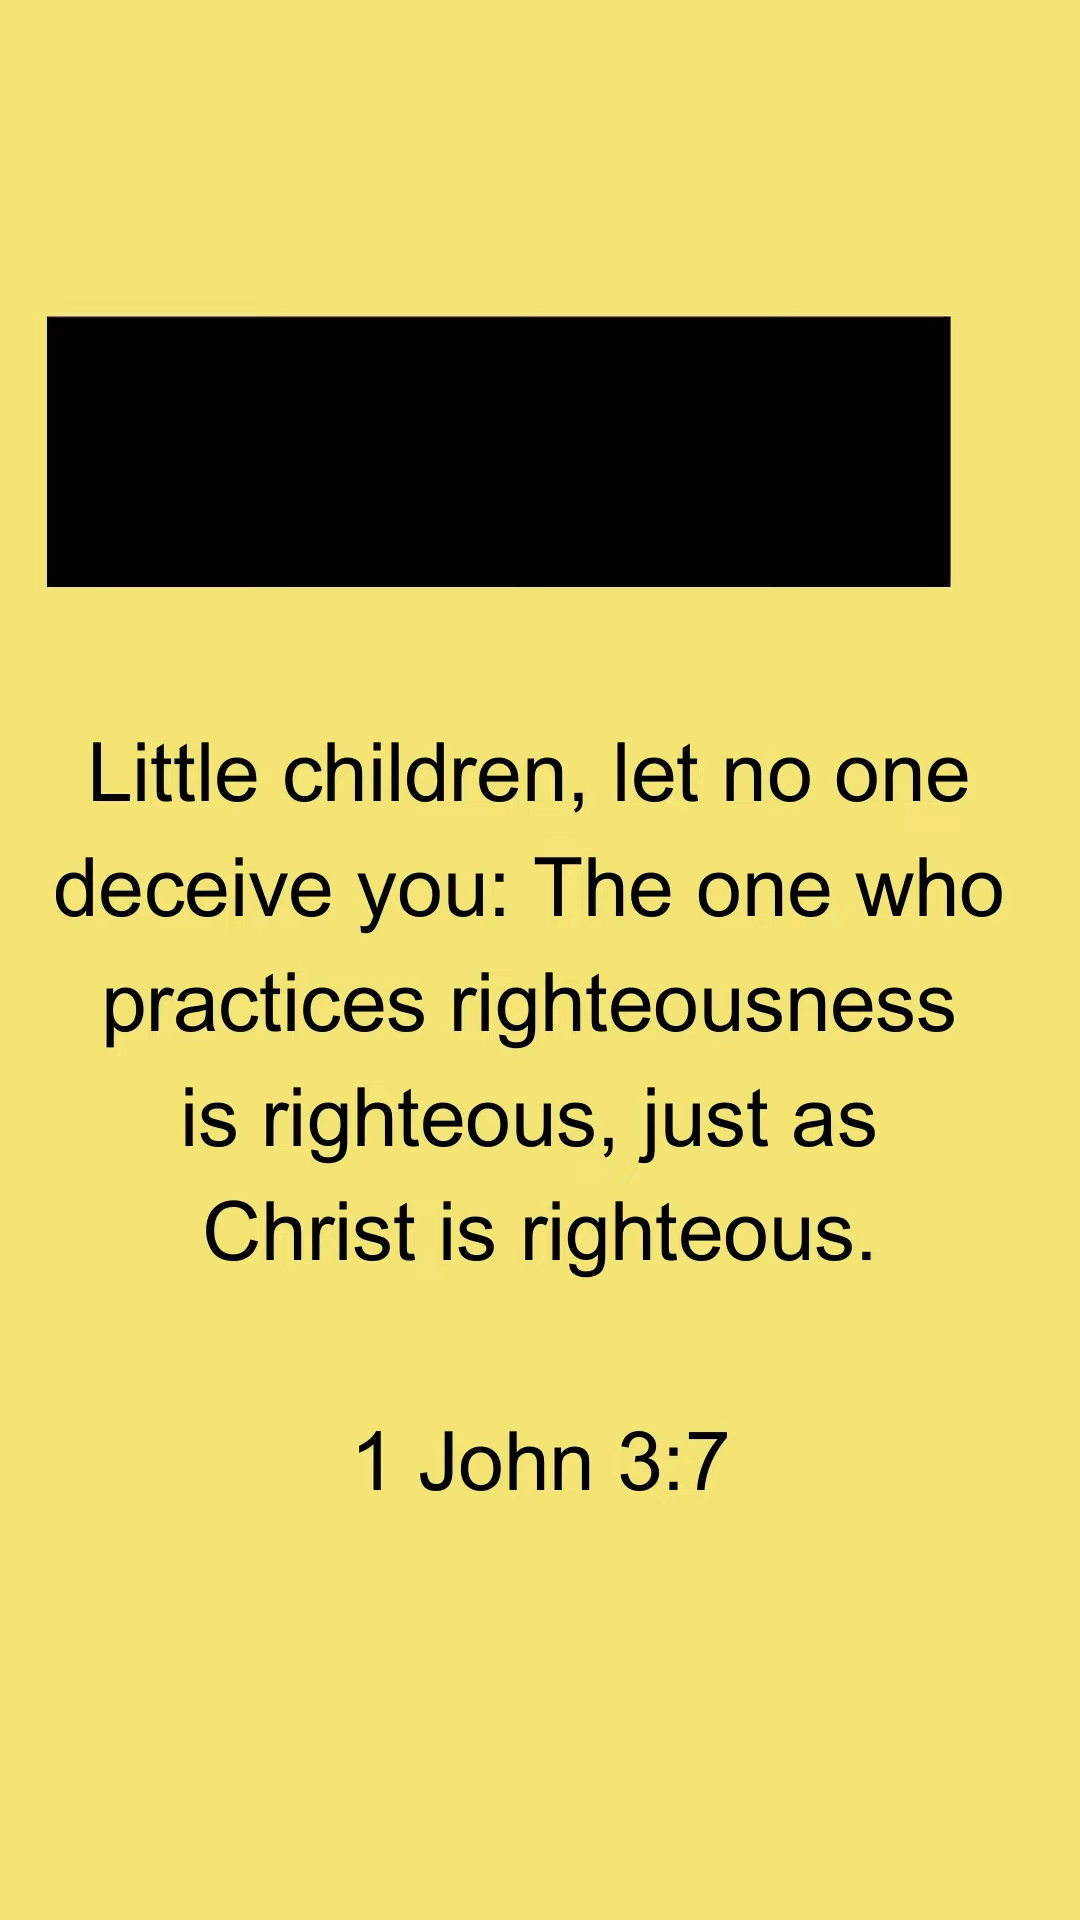 Little children, let no one
deceive you: The one who
practices righteousness
is righteous, just as
Christ is righteous.
1 John 3:7